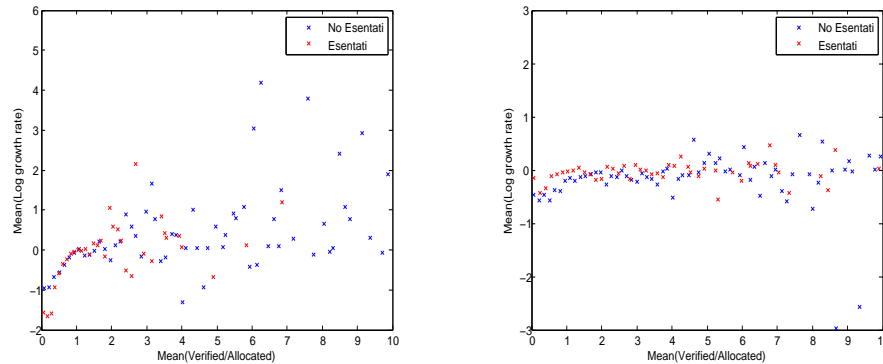 6
5
4
3
2
1
0
−1
−2
0 1 2 3 4 5 6 7 8 9 10
Mean(Log growth rate)
Mean(Verified/Allocated)
No Esentati
Esentati
3
2
1
0
−1
−2
−3
0 1 2 3 4 5 6 7 8 9 10
Mean(Log growth rate)
Mean(Verified/Allocated)
No Esentati
Esentati